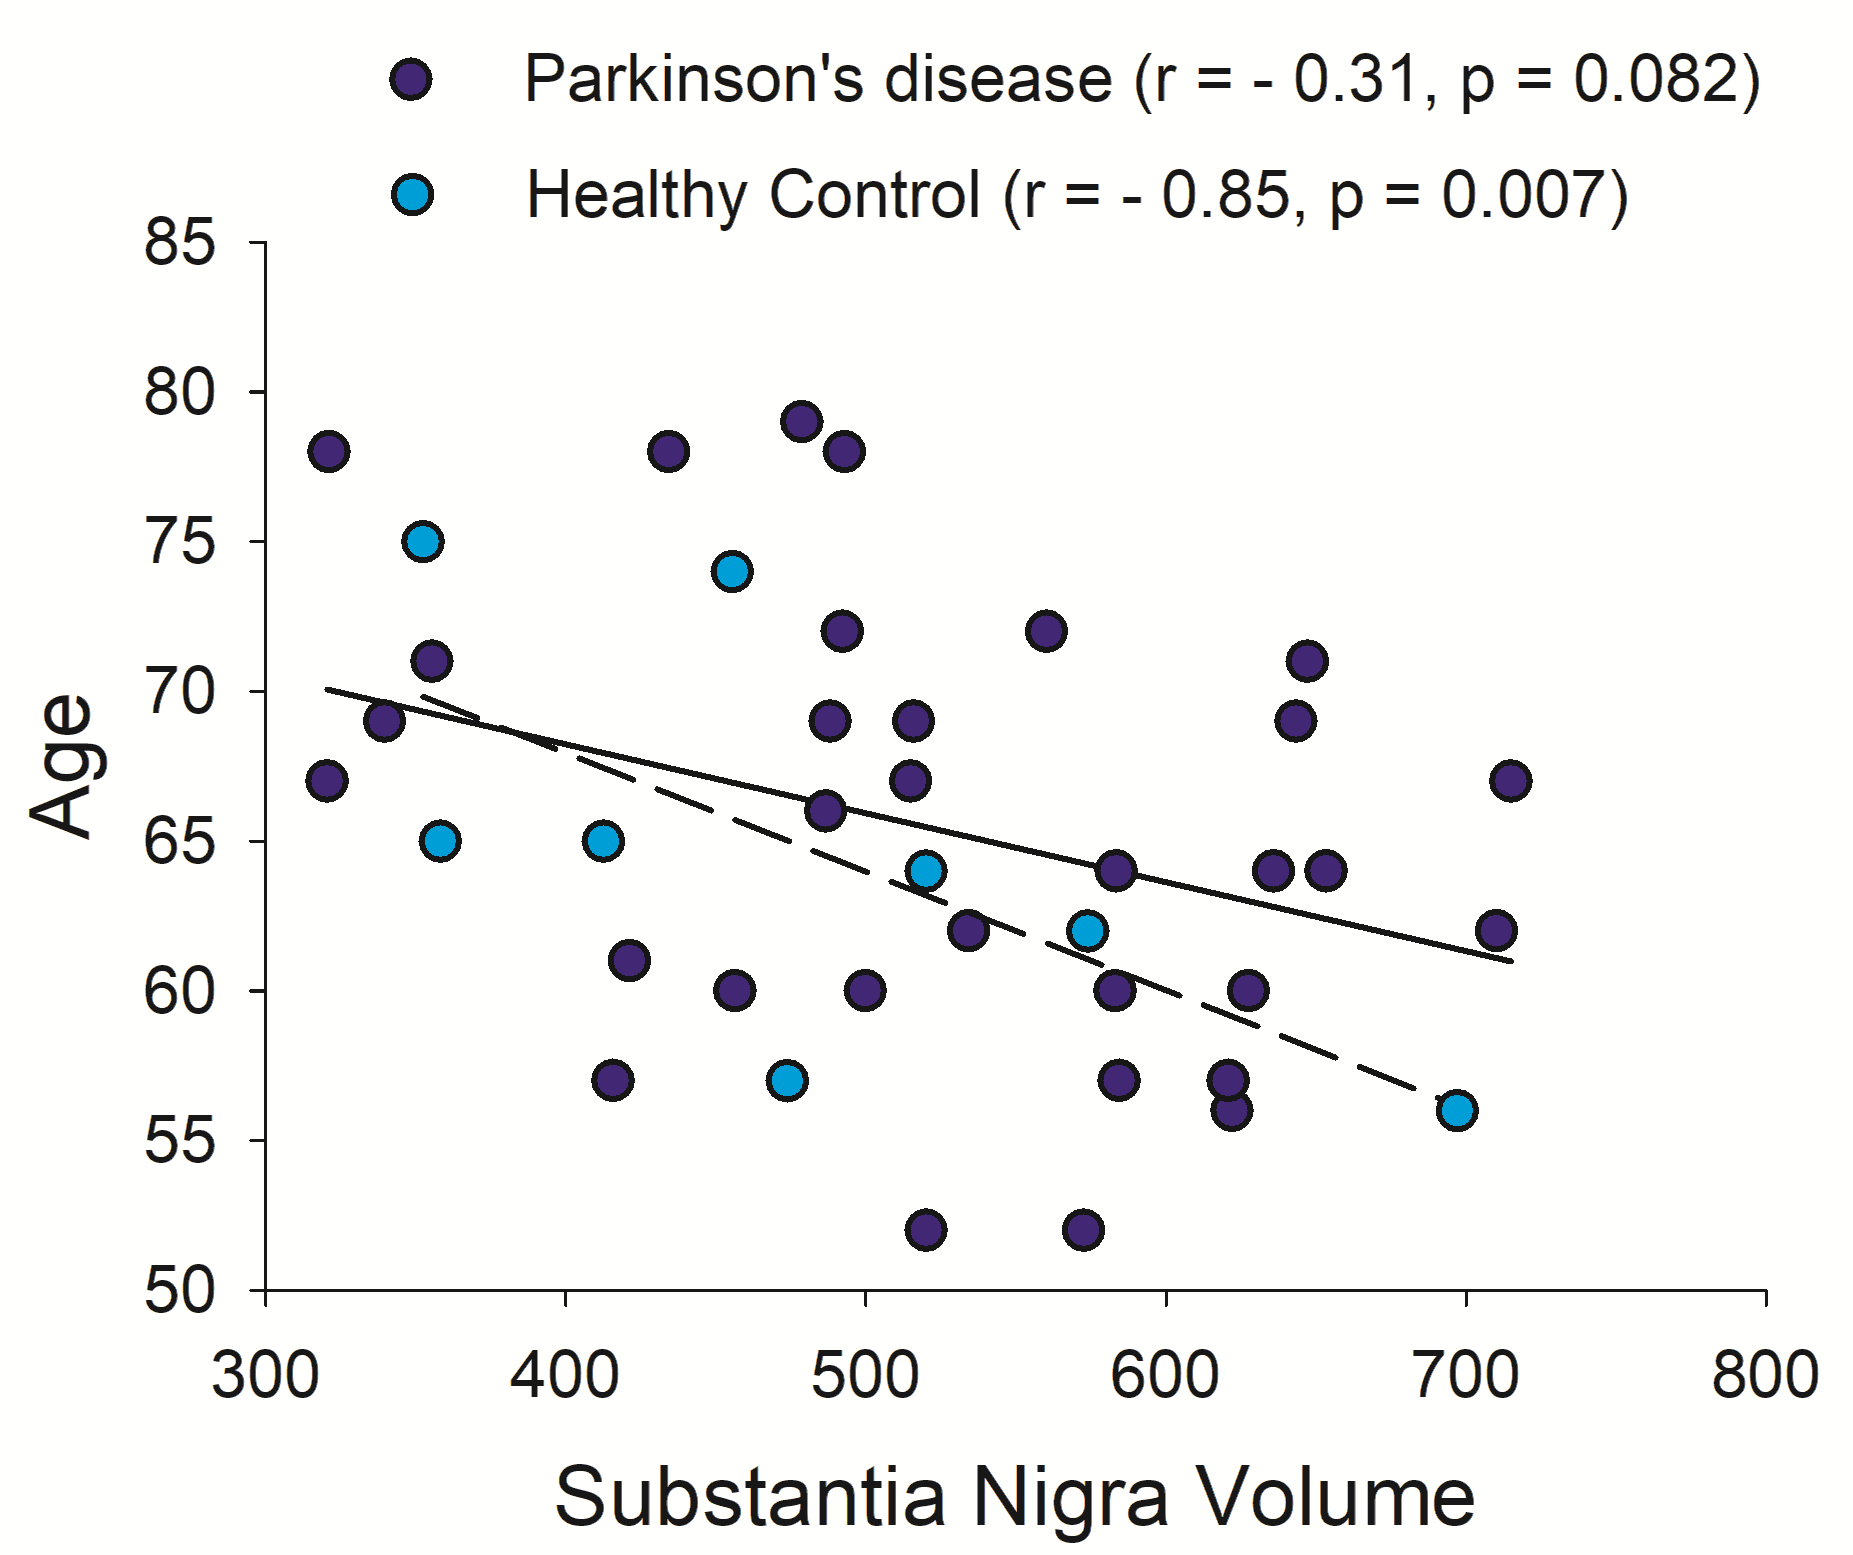 Parkinson's disease (r = - 0.31, p = 0.082)
Healthy Control (r = - 0.85, p = 0.007)
85
80
75
70
65
60
55
50
Age
300 400 500 600 700 800
Substantia Nigra Volume